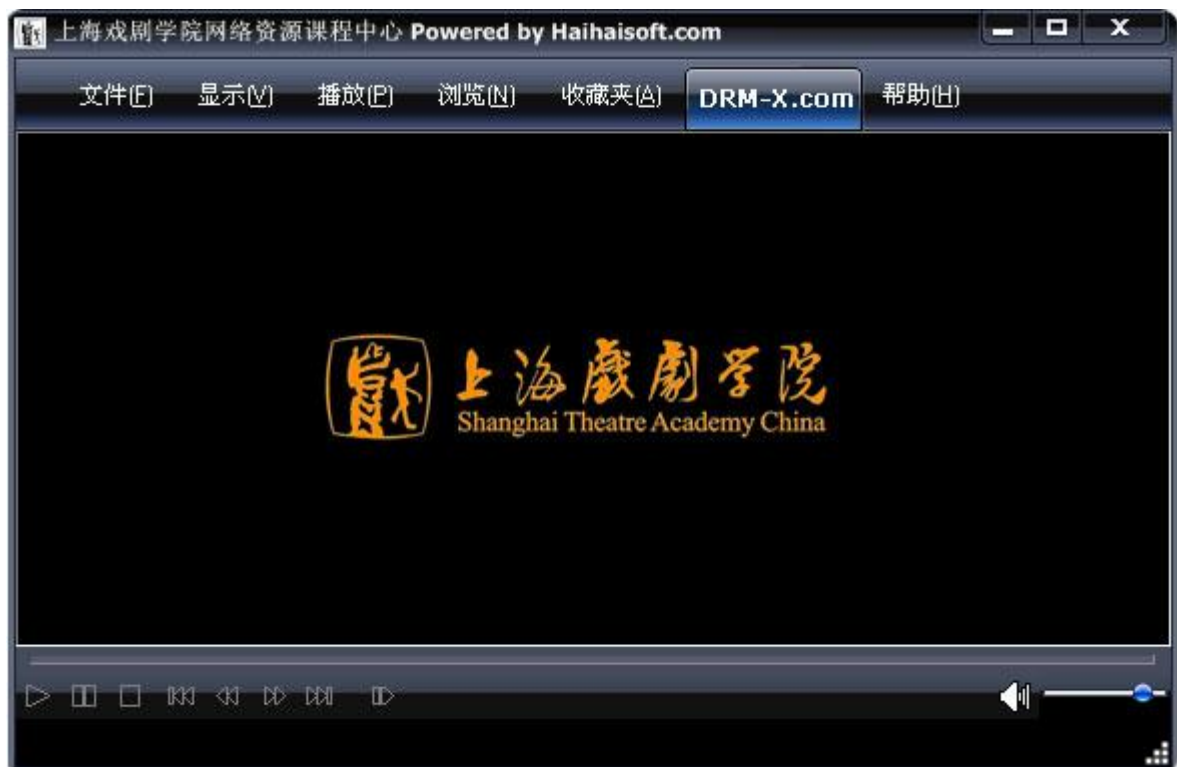 上海戏剧学院网络资源课程中心 Powered by Haihaisoft.com
文件(F) 显示(V) 播放(P) 浏览(N) 收藏夹(A) DRM-X.com 帮助(H)
上海戲劇学院
Shanghai Theatre Academy China